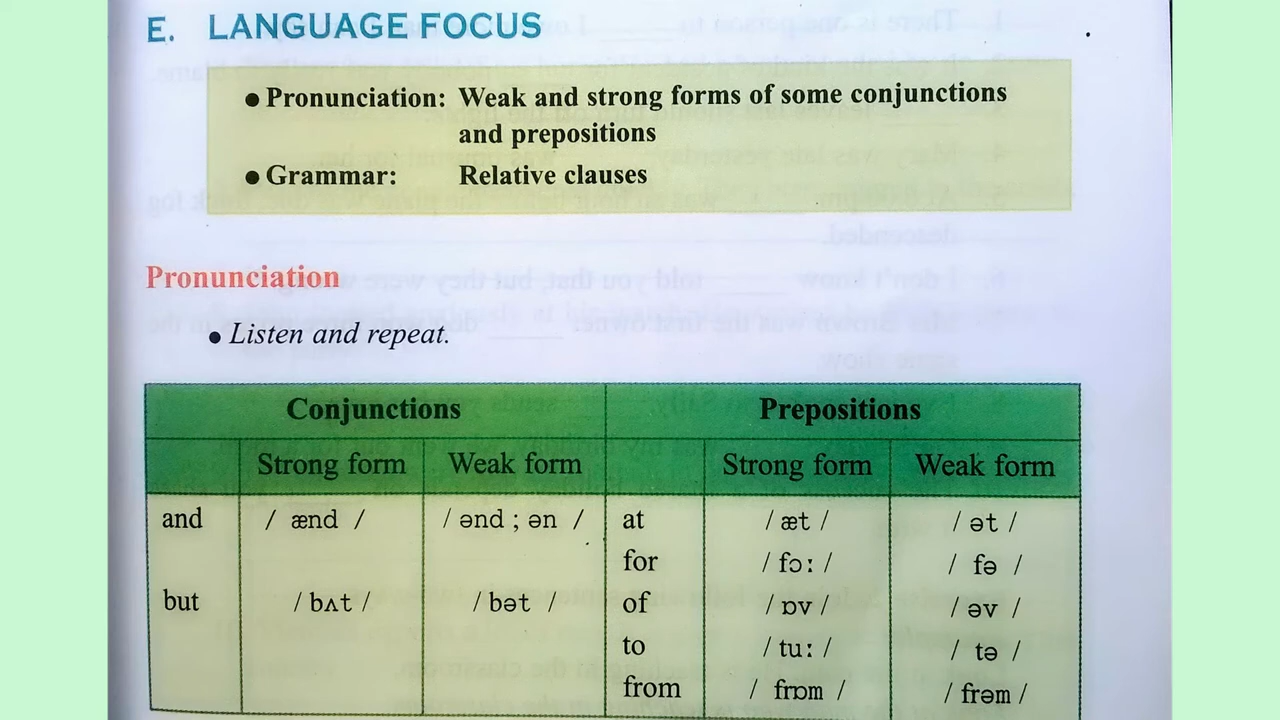 E. LANGUAGE FOCUS
● Pronunciation: Weak and strong forms of some conjunctions
and prepositions
● Grammar: Relative clauses
Pronunciation
● Listen and repeat.
Conjunctions Prepositions
Strong form Weak form Strong form Weak form
and / ænd / / ənd ; ən / at / æt / / ət /
for / fɔː / / fə /
but / bʌt / / bət / of / ɒv / / əv /
to / tuː / / tə /
from / frɒm / / frəm /